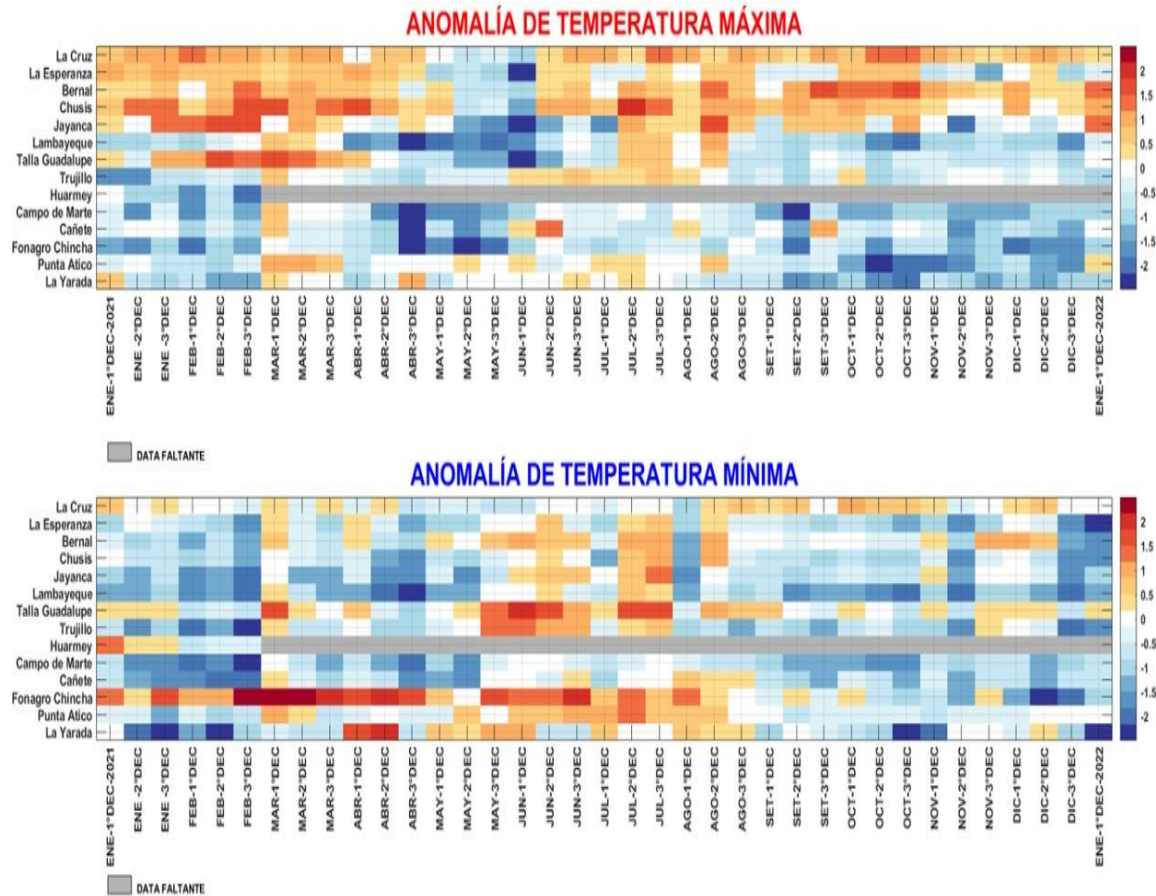 ANOMALÍA DE TEMPERATURA MÁXIMA
La Cruz
La Esperanza
Bernal
Chusis
Jayanca
Lambayeque
Talla Guadalupe
Trujillo
Huarmey
Campo de Marte
Cañete
Fonagro Chincha
Punta Atico
La Yarada
2
1.5
1
0.5
0
-0.5
-1
-1.5
-2
ENE-1°DEC-2021
ENE -2°DEC
ENE -3°DEC
FEB-1°DEC
FEB-2°DEC
FEB-3°DEC
MAR-1°DEC
MAR-2°DEC
MAR-3°DEC
ABR-1°DEC
ABR-2°DEC
ABR-3°DEC
MAY-1°DEC
MAY-2°DEC
MAY-3°DEC
JUN-1°DEC
JUN-2°DEC
JUN-3°DEC
JUL-1°DEC
JUL-2°DEC
JUL-3°DEC
AGO-1°DEC
AGO-2°DEC
AGO-3°DEC
SET-1°DEC
SET-2°DEC
SET-3°DEC
OCT-1°DEC
OCT-2°DEC
OCT-3°DEC
NOV-1°DEC
NOV-2°DEC
NOV-3°DEC
DIC-1°DEC
DIC-2°DEC
DIC-3°DEC
ENE-1°DEC-2022
DATA FALTANTE
ANOMALÍA DE TEMPERATURA MÍNIMA
La Cruz
La Esperanza
Bernal
Chusis
Jayanca
Lambayeque
Talla Guadalupe
Trujillo
Huarmey
Campo de Marte
Cañete
Fonagro Chincha
Punta Atico
La Yarada
2
1.5
1
0.5
0
-0.5
-1
-1.5
-2
ENE-1°DEC-2021
ENE -2°DEC
ENE -3°DEC
FEB-1°DEC
FEB-2°DEC
FEB-3°DEC
MAR-1°DEC
MAR-2°DEC
MAR-3°DEC
ABR-1°DEC
ABR-2°DEC
ABR-3°DEC
MAY-1°DEC
MAY-2°DEC
MAY-3°DEC
JUN-1°DEC
JUN-2°DEC
JUN-3°DEC
JUL-1°DEC
JUL-2°DEC
JUL-3°DEC
AGO-1°DEC
AGO-2°DEC
AGO-3°DEC
SET-1°DEC
SET-2°DEC
SET-3°DEC
OCT-1°DEC
OCT-2°DEC
OCT-3°DEC
NOV-1°DEC
NOV-2°DEC
NOV-3°DEC
DIC-1°DEC
DIC-2°DEC
DIC-3°DEC
ENE-1°DEC-2022
DATA FALTANTE